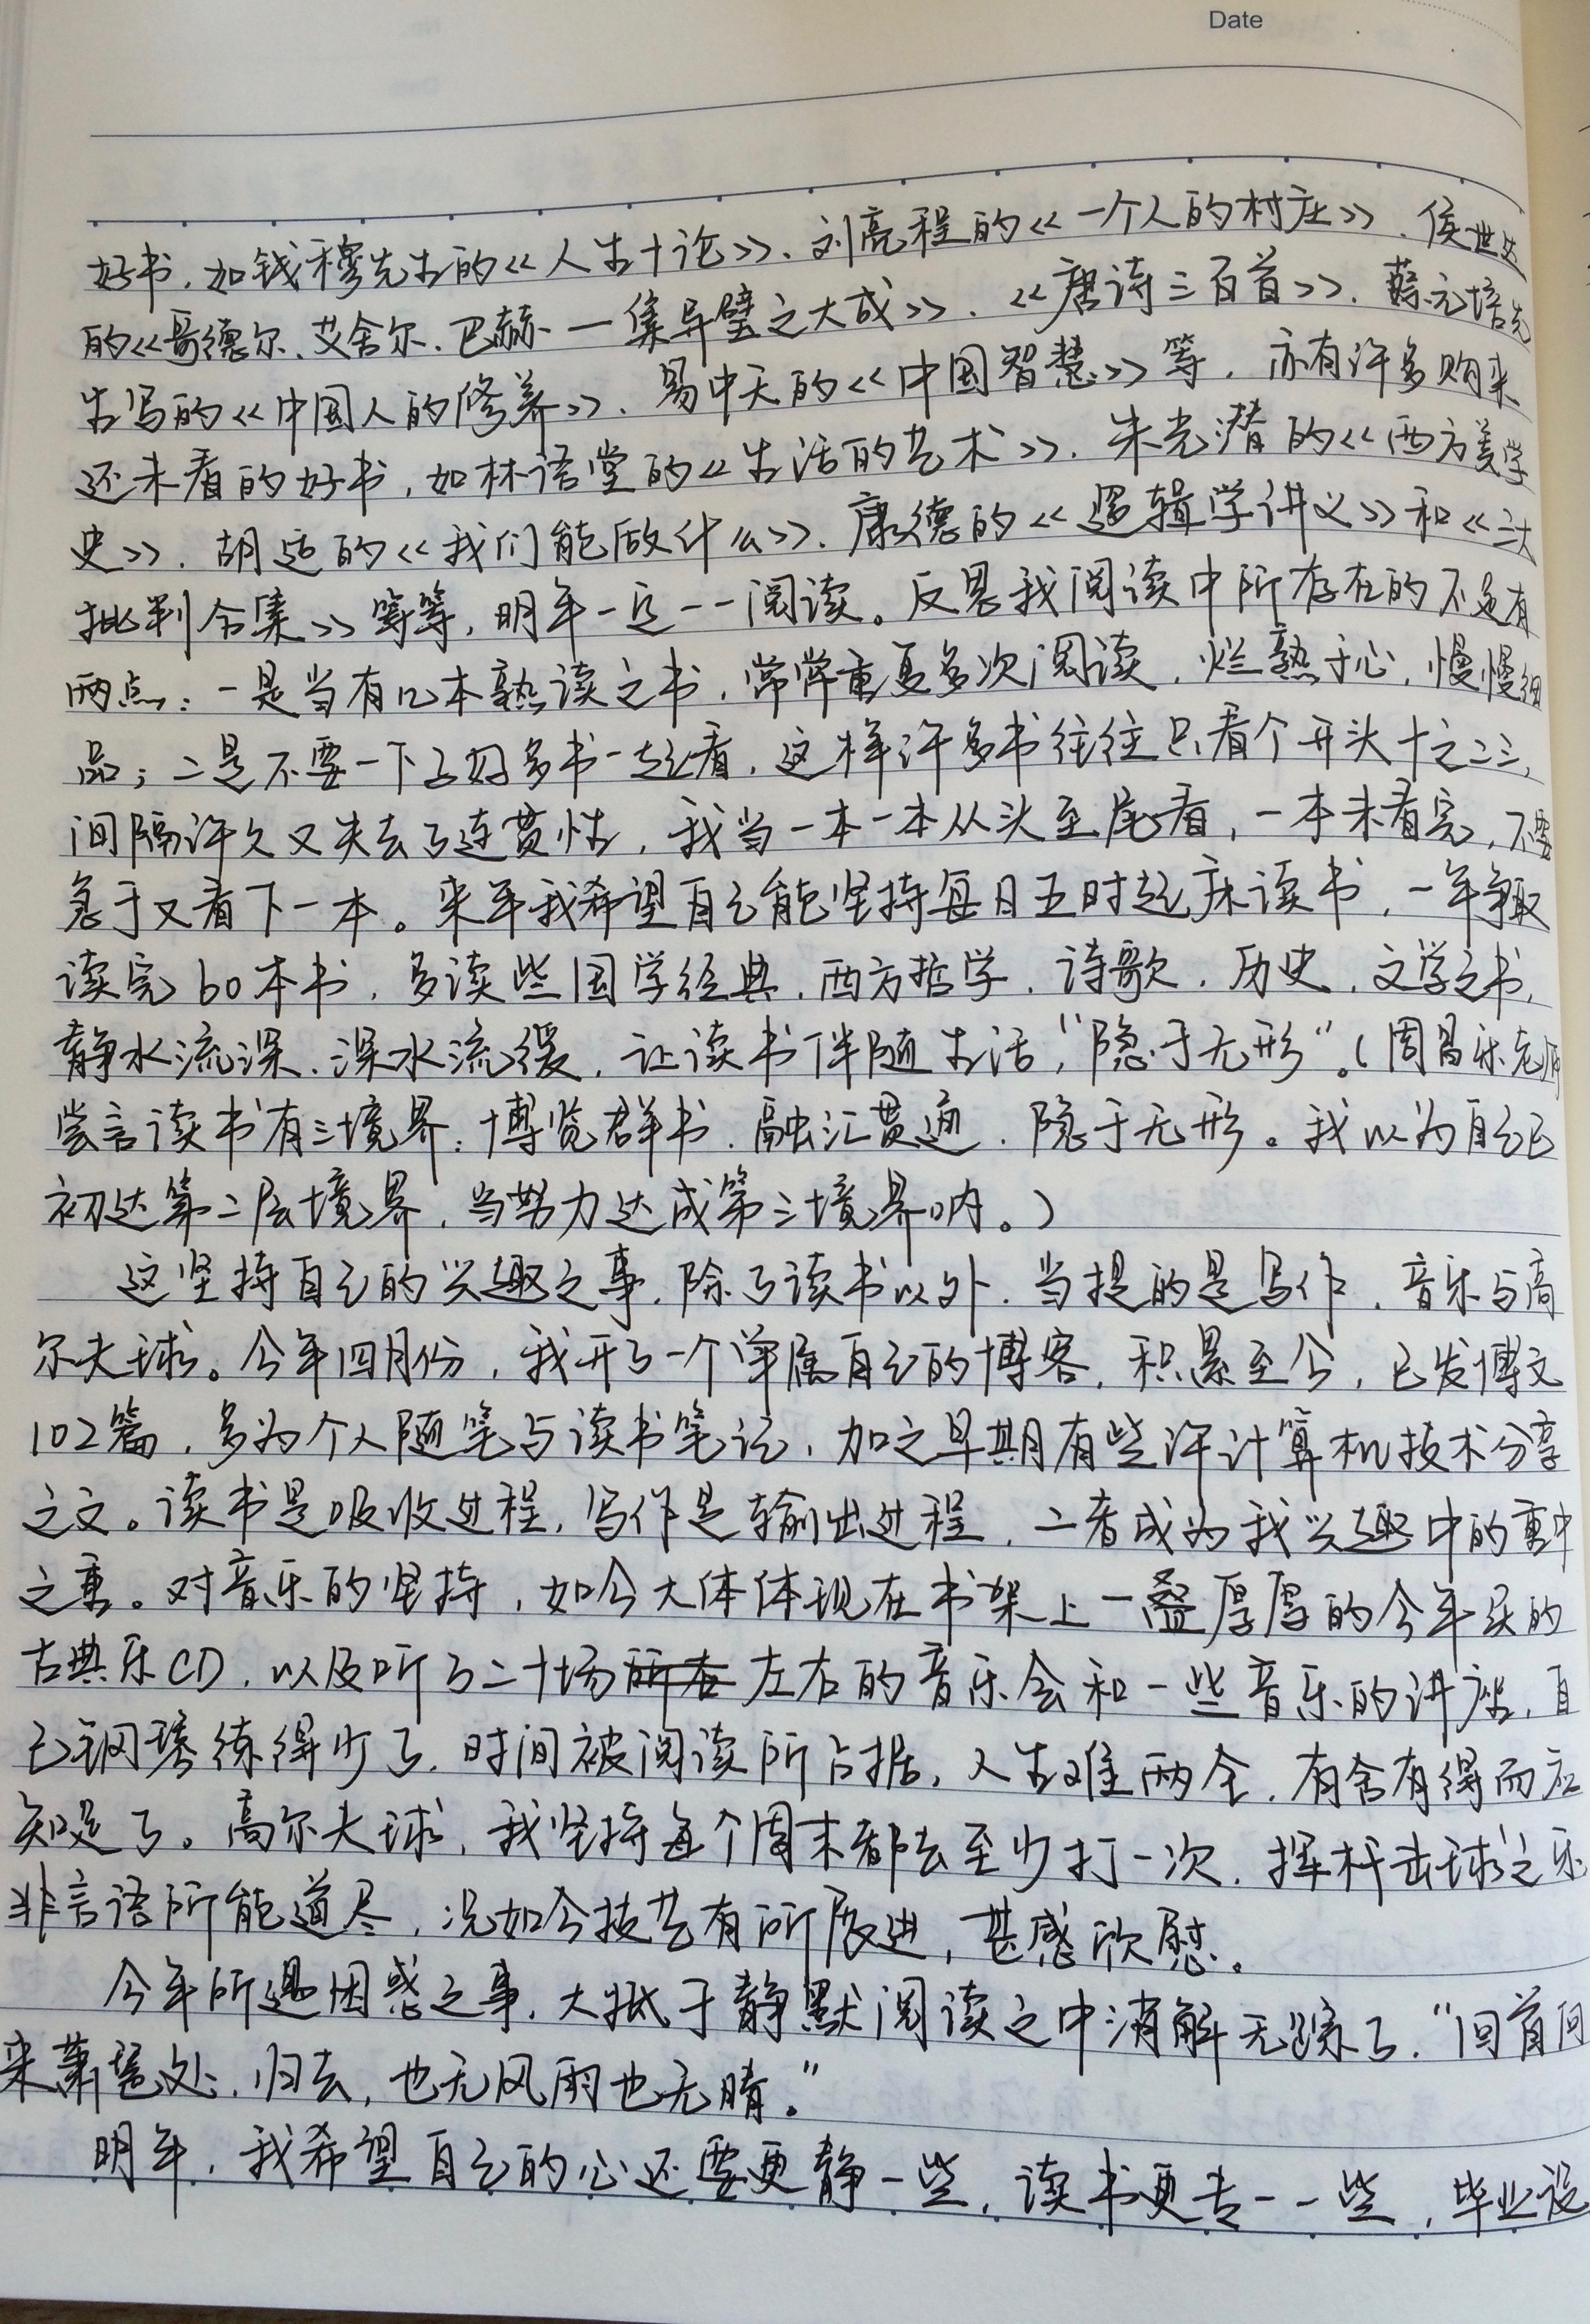 Date
好书，如钱穆先生的《人生十论》、刘亮程的《一个人的村庄》、侯世达
的《哥德尔、艾舍尔、巴赫—集异璧之大成》、《唐诗三百首》、蔡元培先
生写的《中国人的修养》、易中天的《中国智慧》等，亦有许多购来
还未看的好书，如林语堂的《生活的艺术》、朱光潜的《西方美学
史》、胡适的《我们能做什么》、康德的《逻辑学讲义》和《三大
批判合集》等等，明年一定一一阅读。反思我阅读中所存在的不足有
两点：一是当有几本熟读之书，常常重复多次阅读，烂熟于心，慢慢细
品；二是不要一下子好多书一起看，这样许多书往往只看个开头十之二三，
间隔许久又失去了连贯性，我当一本一本从头至尾看，一本未看完，不要
急于又看下一本。来年我希望自己能坚持每日五时起床读书，一年争取
读完60本书，多读些国学经典、西方哲学、诗歌、历史、文学之书，
静水流深、深水流缓，让读书伴随生活，“隐于无形”。（周昌乐先师
尝言读书有三境界：博览群书、融汇贯通、隐于无形。我以为自己已
初达第二层境界，当努力达成第三境界呐。）
这坚持自己的兴趣之事，除了读书以外，当提的是写作、音乐与高
尔夫球。今年四月份，我开了一个单属自己的博客，积累至今，已发博文
102篇，多为个人随笔与读书笔记，加之早期有些许计算机技术分享
之文。读书是吸收过程，写作是输出过程，二者成为我兴趣中的重中
之重。对音乐的坚持，如今大体体现在书架上一叠厚厚的今年买的
古典乐CD，以及听了二十场左右的音乐会和一些音乐的讲座，自
己钢琴练得少了，时间被阅读所占据，人生难两全，有舍有得而应
知足了。高尔夫球，我坚持每个周末都去至少打一次，挥杆击球之乐
非言语所能道尽，况如今技艺有所展进，甚感欣慰。
今年所遇困惑之事，大抵于静默阅读之中消解无踪了，“回首向
来萧瑟处，归去，也无风雨也无晴。”
明年，我希望自己的心还要更静一些，读书更专一一些，毕业设